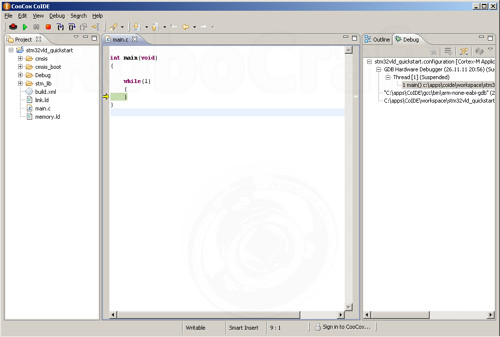 CooCox CoIDE
File Edit View Debug Search Help
Project
stm32vld_quickstart
cmsis
cmsis_boot
Debug
stm_lib
build.xml
link.ld
main.c
memory.ld
main.c
int main(void)
{
while(1)
{
}
}
Outline
Debug
stm32vld_quickstart.configuration [Cortex-M Applic
GDB Hardware Debugger (26.11.11 20:56) (Sus
Thread [1] (Suspended)
1 main() c:\apps\coide\workspace\stm3
"C:\apps\CoIDE\gcc\bin\arm-none-eabi-gdb" (2
C:\apps\CoIDE\workspace\stm32vld_quickstart\
Writable
Smart Insert
9 : 1
Sign in to CooCox...